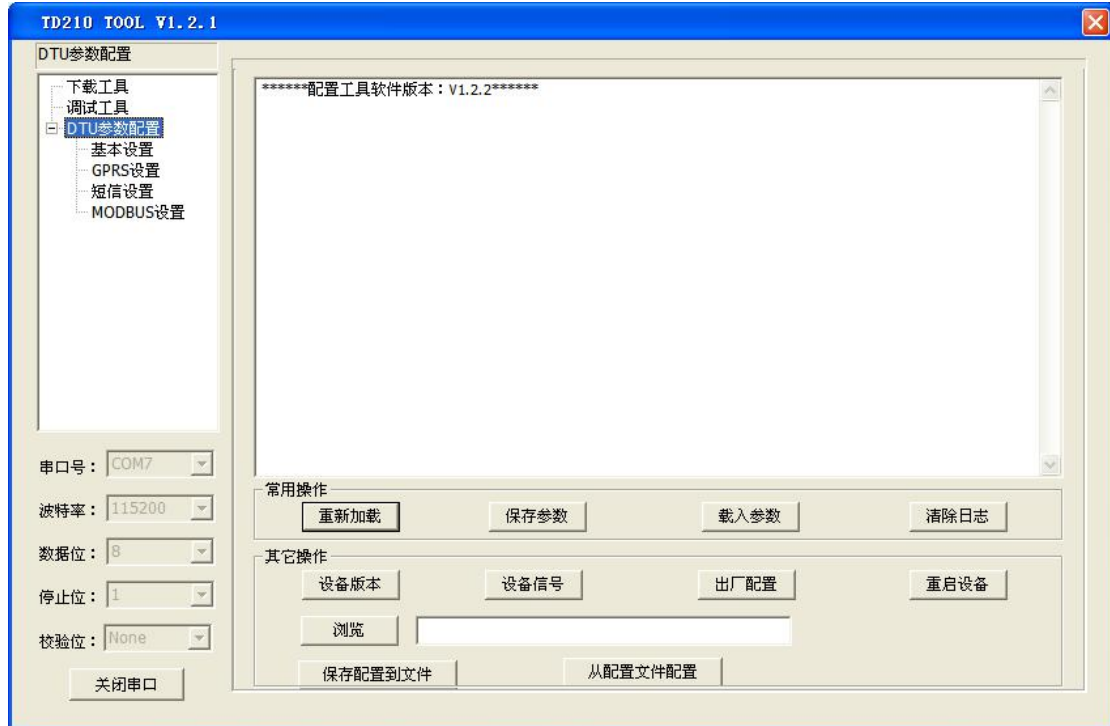 TD210 TOOL V1.2.1
DTU参数配置
下载工具
调试工具
DTU参数配置
基本设置
GPRS设置
短信设置
MODBUS设置
******配置工具软件版本：V1.2.2******
串口号： COM7
波特率： 115200
数据位： 8
停止位： 1
校验位： None
关闭串口
常用操作
重新加载 保存参数 载入参数 清除日志
其它操作
设备版本 设备信号 出厂配置 重启设备
浏览
保存配置到文件 从配置文件配置